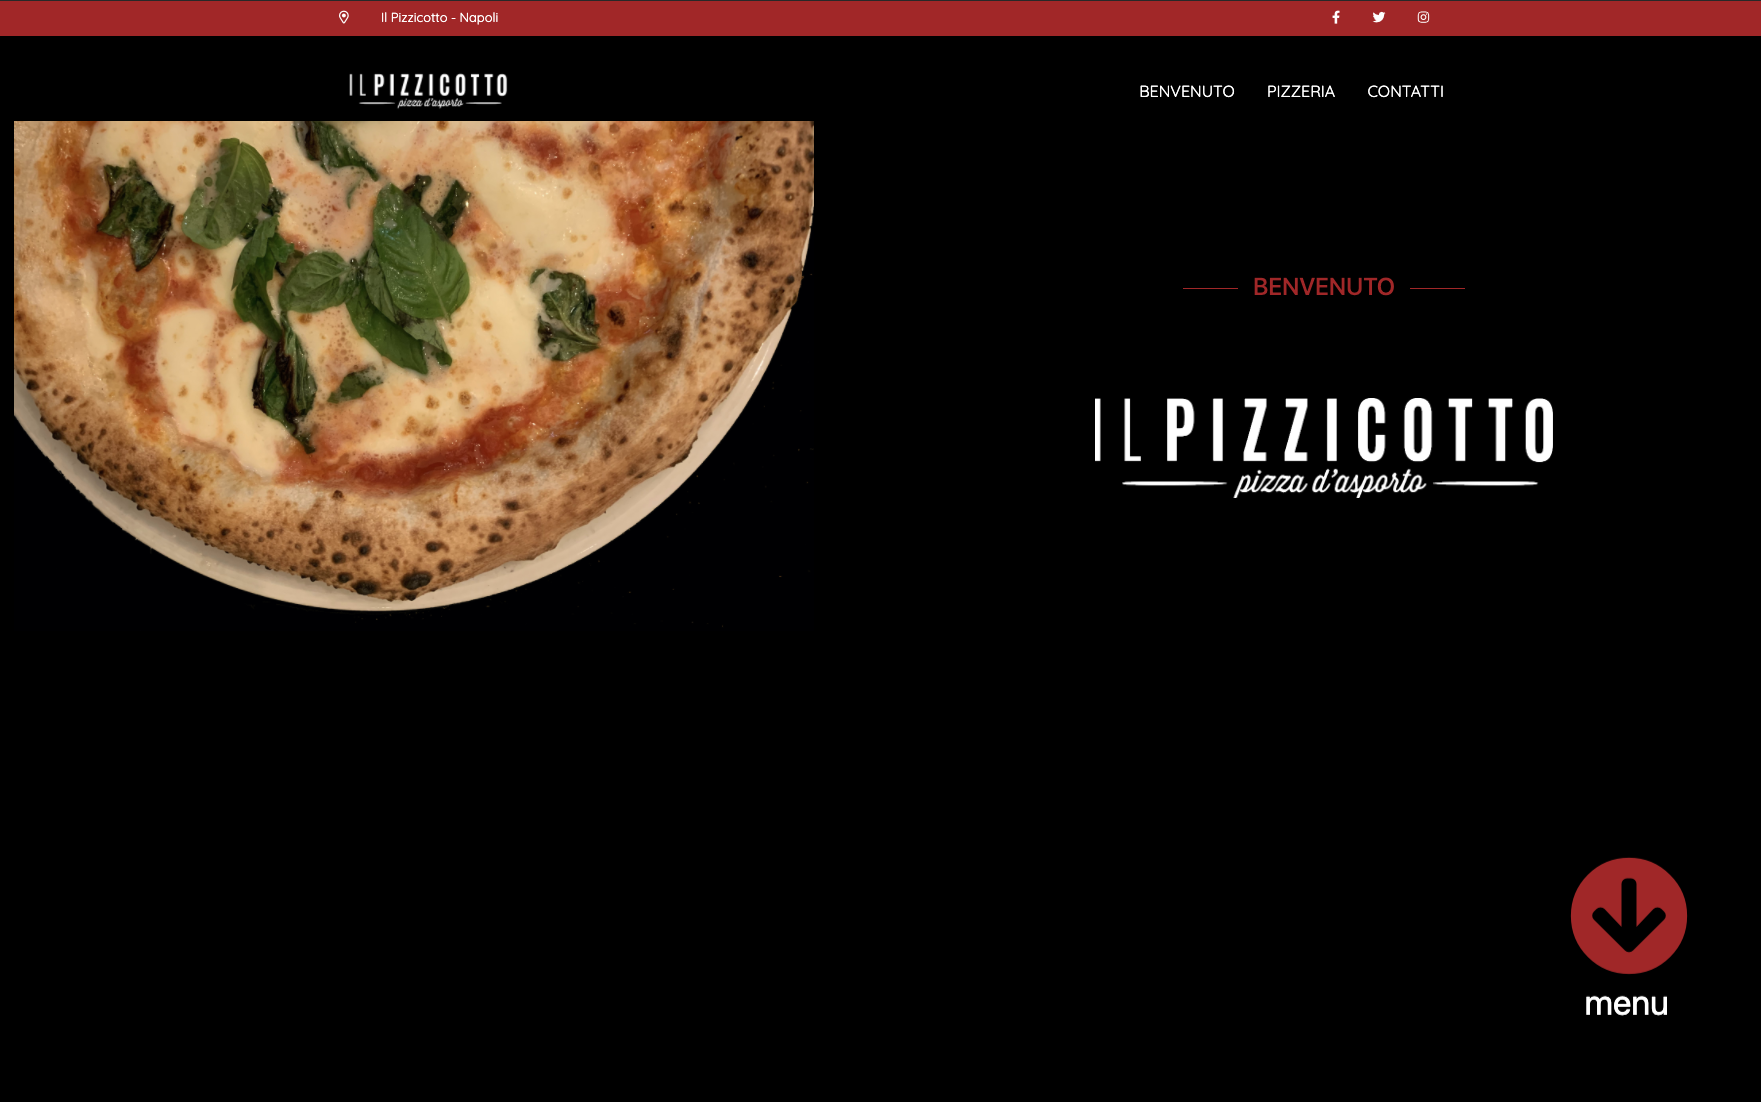 Il Pizzicotto - Napoli
IL PIZZICOTTO
pizza d'asporto
BENVENUTO PIZZERIA CONTATTI
BENVENUTO
IL PIZZICOTTO
pizza d'asporto
menu